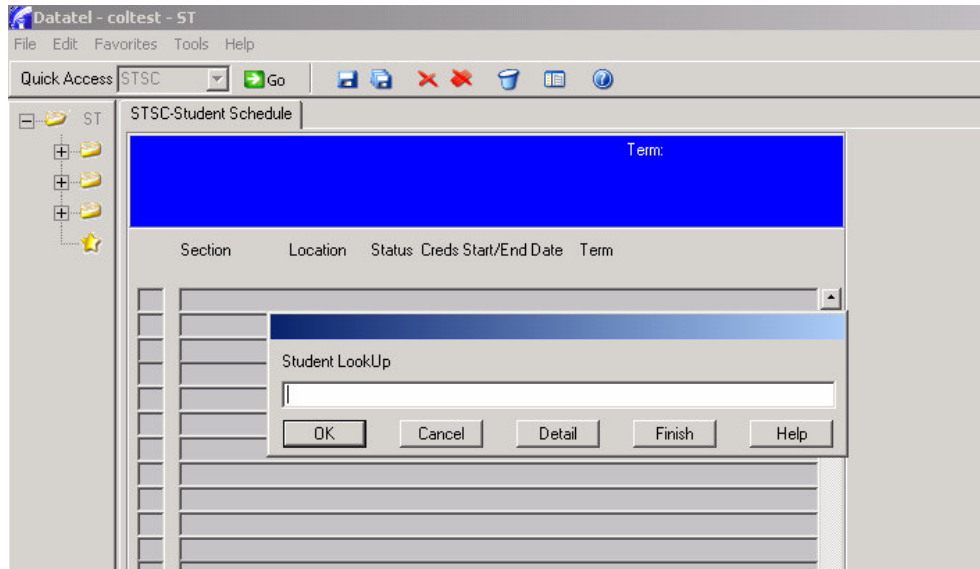 Datatel - coltest - ST
File Edit Favorites Tools Help
Quick Access STSC Go
ST
STSC-Student Schedule
Term:
Section Location Status Creds Start/End Date Term
Student LookUp
OK Cancel Detail Finish Help